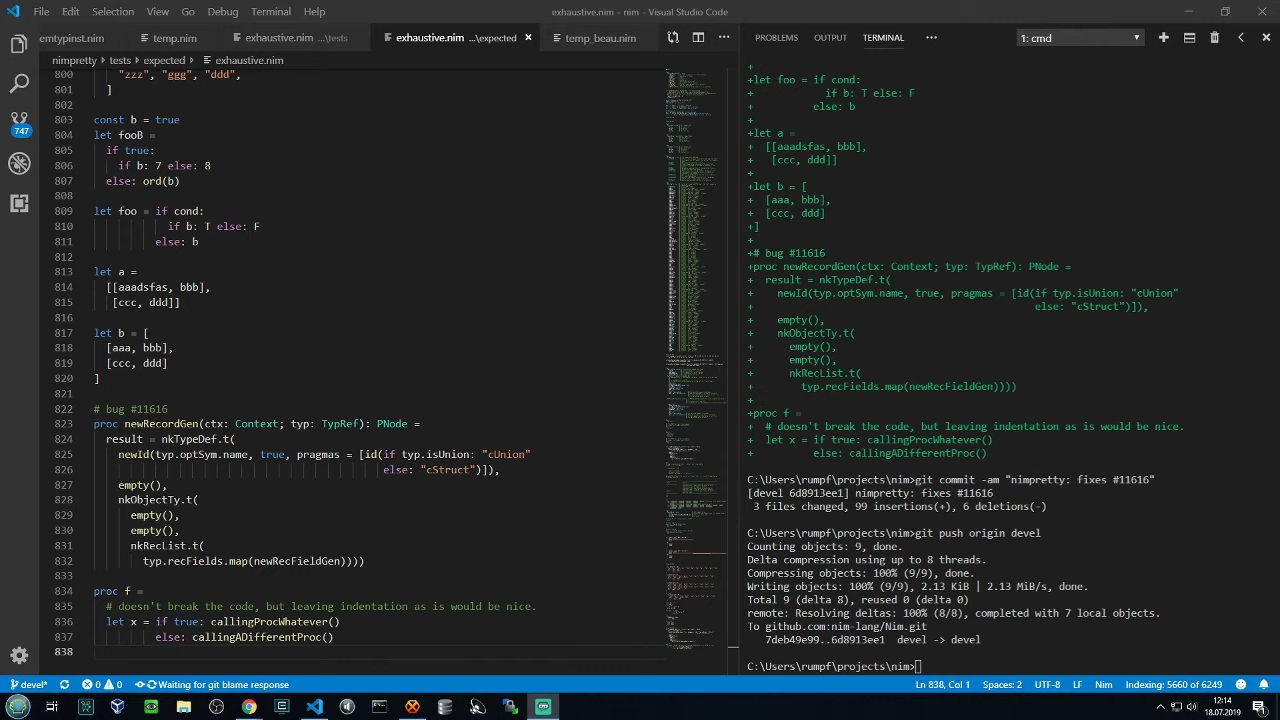 File Edit Selection View Go Debug Terminal Help exhaustive.nim - nim - Visual Studio Code
emtypinst.nim temp.nim exhaustive.nim ...\tests exhaustive.nim ...\expected temp_beau.nim
PROBLEMS OUTPUT TERMINAL 1: cmd
nimpretty › tests › expected › exhaustive.nim
800 "zzz", "ggg", "ddd",
801 ]
802
803 const b = true
804 let fooB =
805 if true:
806 if b: 7 else: 8
807 else: ord(b)
808
809 let foo = if cond:
810 if b: T else: F
811 else: b
812
813 let a =
814 [[aaadsfas, bbb],
815 [ccc, ddd]]
816
817 let b = [
818 [aaa, bbb],
819 [ccc, ddd]
820 ]
821
822 # bug #11616
823 proc newRecordGen(ctx: Context; typ: TypRef): PNode =
824 result = nkTypeDef.t(
825 newId(typ.optSym.name, true, pragmas = [id(if typ.isUnion: "cUnion"
826 else: "cStruct")]),
827 empty(),
828 nkObjectTy.t(
829 empty(),
830 empty(),
831 nkRecList.t(
832 typ.recFields.map(newRecFieldGen))))
833
834 proc f =
835 # doesn't break the code, but leaving indentation as is would be nice.
836 let x = if true: callingProcWhatever()
837 else: callingADifferentProc()
838
+
+let foo = if cond:
+ if b: T else: F
+ else: b
+
+let a =
+ [[aaadsfas, bbb],
+ [ccc, ddd]]
+
+let b = [
+ [aaa, bbb],
+ [ccc, ddd]
+]
+
+# bug #11616
+proc newRecordGen(ctx: Context; typ: TypRef): PNode =
+ result = nkTypeDef.t(
+ newId(typ.optSym.name, true, pragmas = [id(if typ.isUnion: "cUnion"
+ else: "cStruct")]),
+ empty(),
+ nkObjectTy.t(
+ empty(),
+ empty(),
+ nkRecList.t(
+ typ.recFields.map(newRecFieldGen))))
+
+proc f =
+ # doesn't break the code, but leaving indentation as is would be nice.
+ let x = if true: callingProcWhatever()
+ else: callingADifferentProc()
C:\Users\rumpf\projects\nim>git commit -am "nimpretty: fixes #11616"
[devel 6d8913ee1] nimpretty: fixes #11616
3 files changed, 99 insertions(+), 6 deletions(-)
C:\Users\rumpf\projects\nim>git push origin devel
Counting objects: 9, done.
Delta compression using up to 8 threads.
Compressing objects: 100% (9/9), done.
Writing objects: 100% (9/9), 2.13 KiB | 2.13 MiB/s, done.
Total 9 (delta 8), reused 0 (delta 0)
remote: Resolving deltas: 100% (8/8), completed with 7 local objects.
To github.com:nim-lang/Nim.git
7deb49e99..6d8913ee1 devel -> devel
C:\Users\rumpf\projects\nim>
747
devel* 0 0 Waiting for git blame response Ln 838, Col 1 Spaces: 2 UTF-8 LF Nim Indexing: 5660 of 6249 1
12:14
18.07.2019